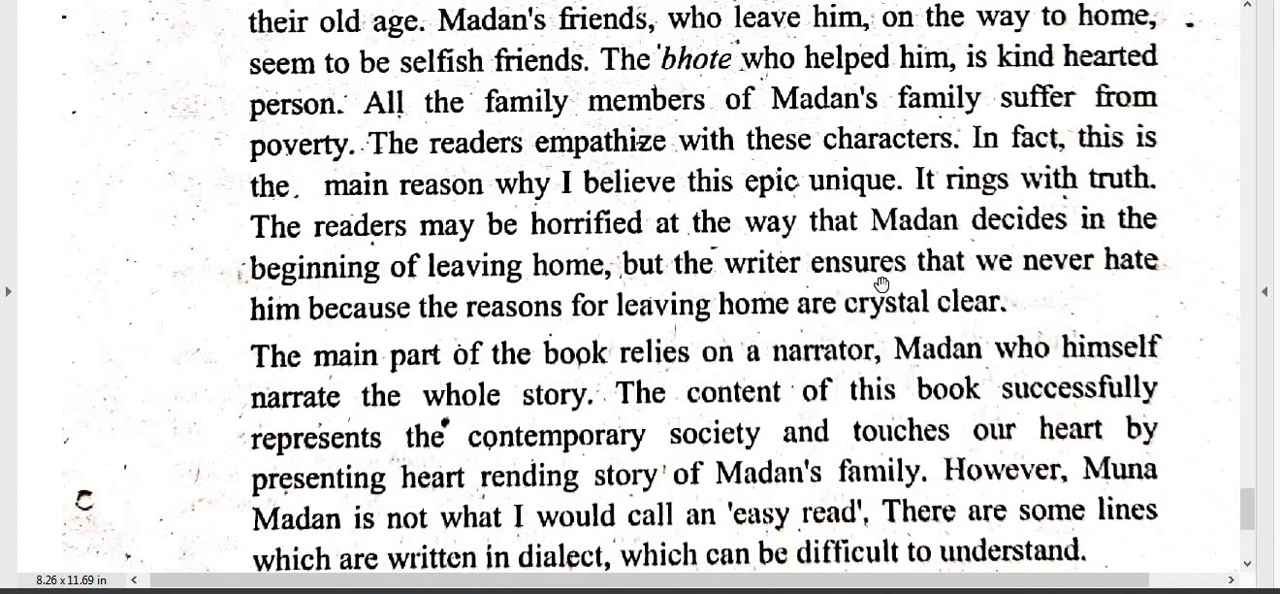 their old age. Madan's friends, who leave him, on the way to home,
seem to be selfish friends. The 'bhote' who helped him, is kind hearted
person. All the family members of Madan's family suffer from
poverty. The readers empathize with these characters. In fact, this is
the. main reason why I believe this epic unique. It rings with truth.
The readers may be horrified at the way that Madan decides in the
beginning of leaving home, but the writer ensures that we never hate
him because the reasons for leaving home are crystal clear.
The main part of the book relies on a narrator, Madan who himself
narrate the whole story. The content of this book successfully
represents the contemporary society and touches our heart by
presenting heart rending story of Madan's family. However, Muna
Madan is not what I would call an 'easy read'. There are some lines
which are written in dialect, which can be difficult to understand.
8.26 x 11.69 in